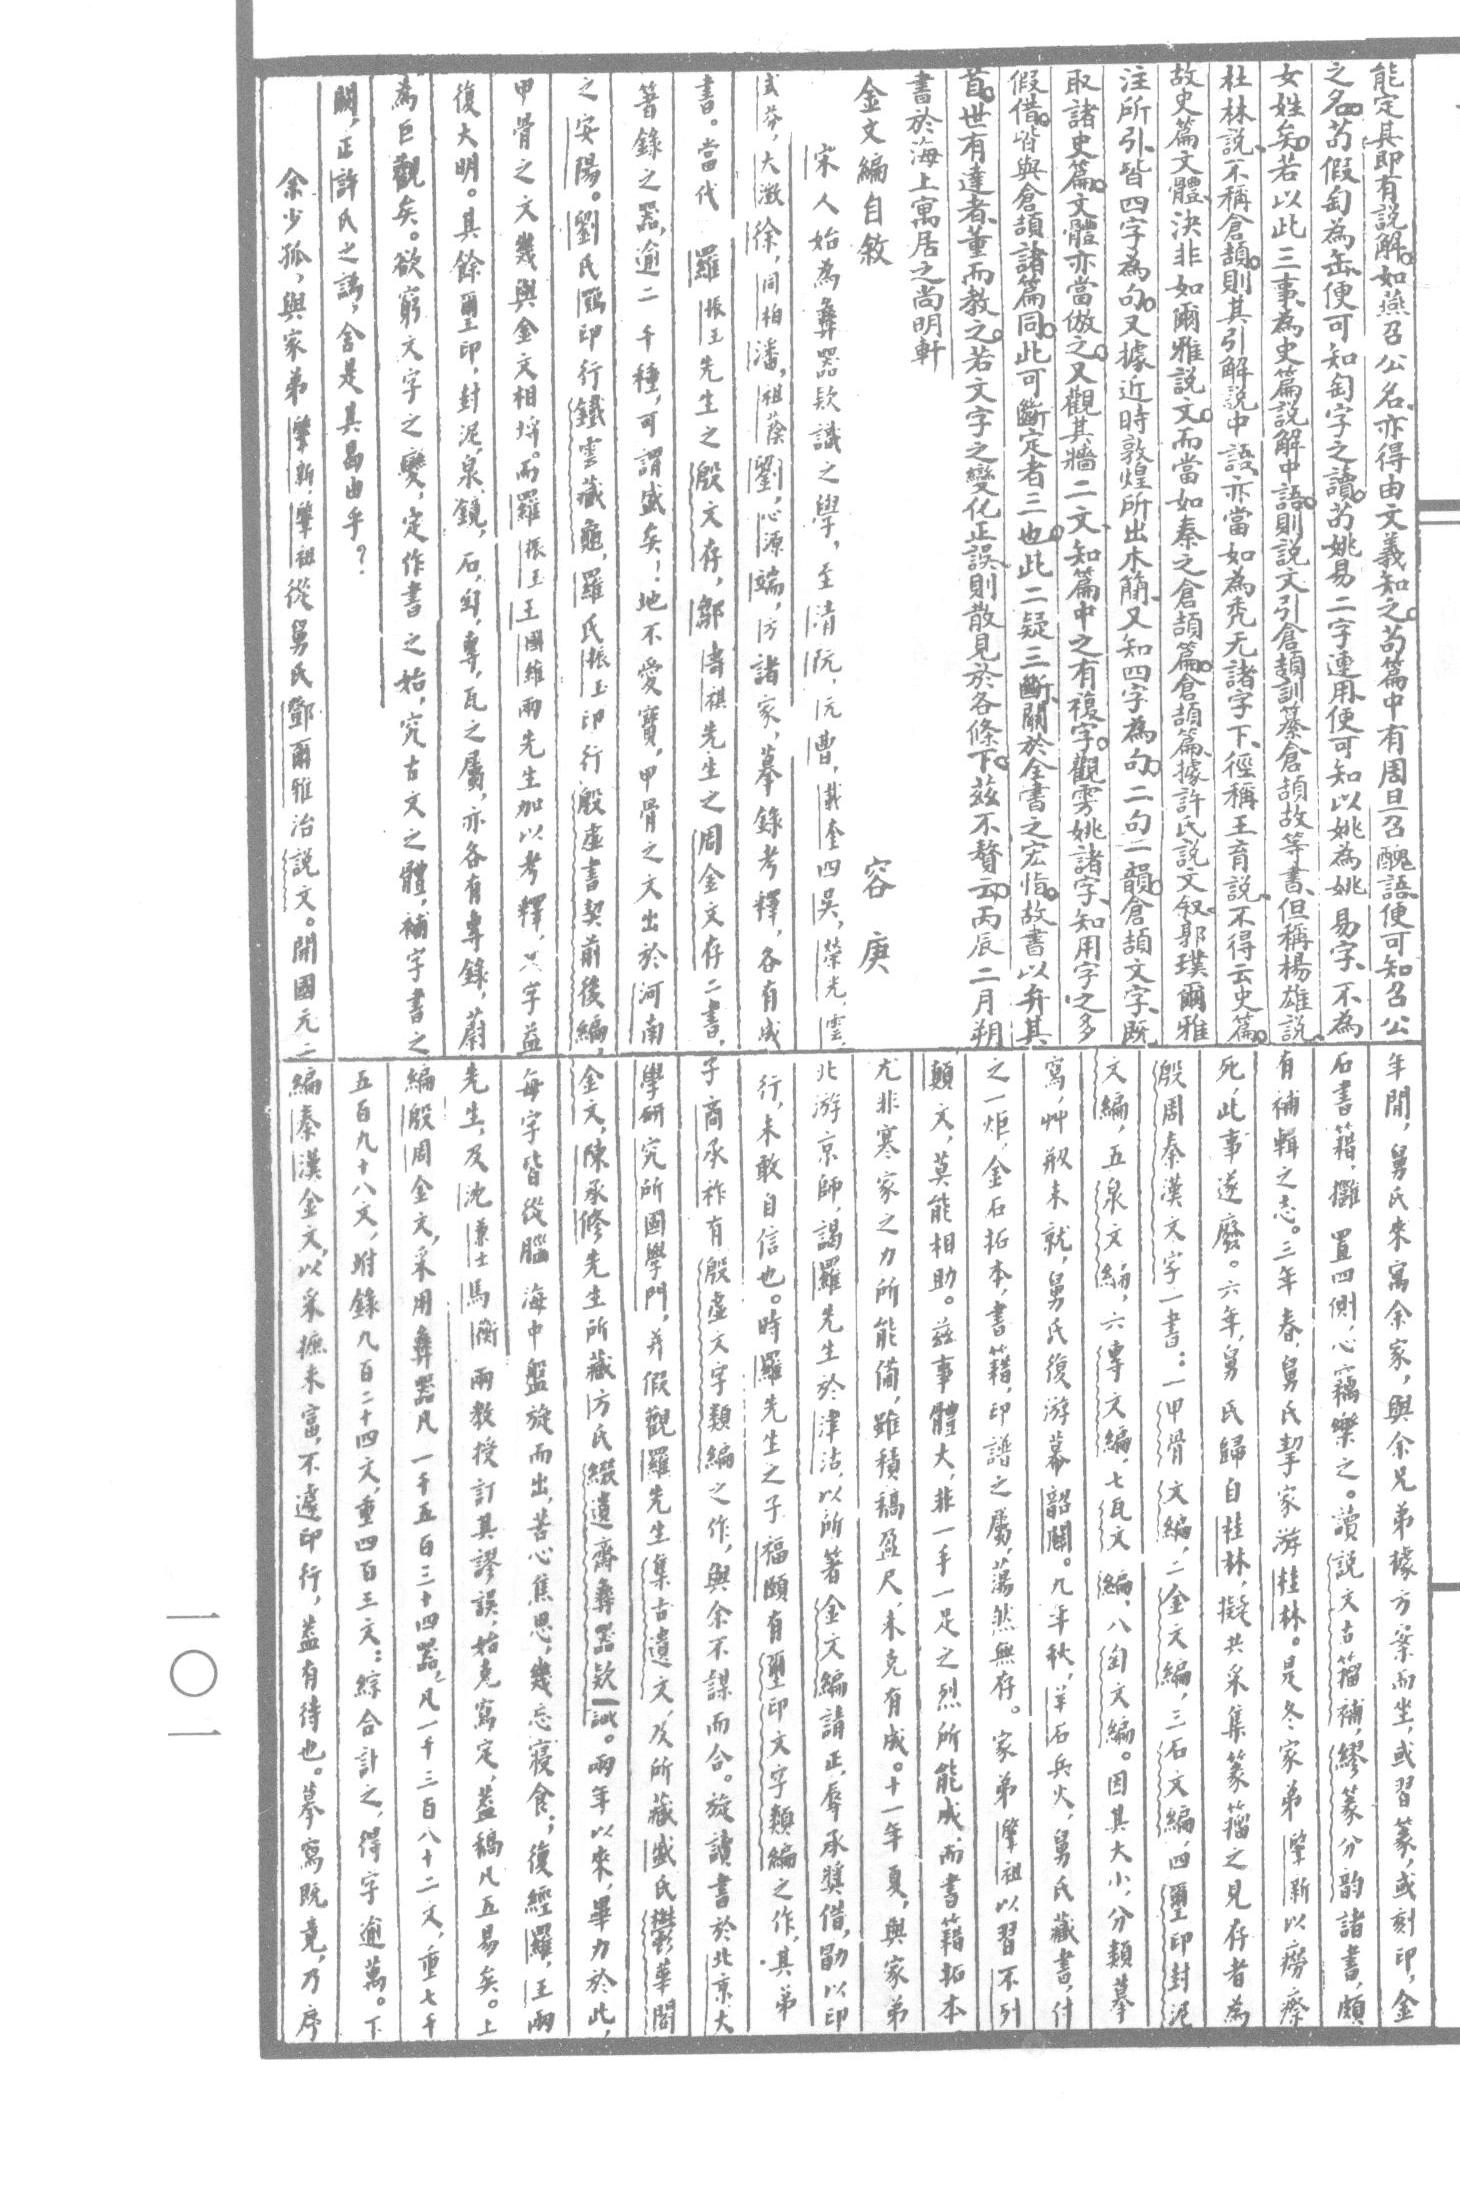 能定其即有説解。如燕召公名、亦得由文義知之。苟篇中有周旦召醜語、便可知召公
之名。苟假匋為缶、便可知匋字之讀。苟姚易二字連用、便可知以姚為姚易字、不為
女姓矣。若以此三事、為史篇説解中語、則説文引倉頡訓纂倉頡故等書、但稱楊雄説
杜林説、不稱倉頡。則其引解説中語、亦當如為禿无諸字下、徑稱王育説、不得云史篇。
故史篇文體、決非如爾雅説文。而當如秦之倉頡篇。倉頡篇、據許氏説文叙、郭璞爾雅
注所引、皆四字為句。又據近時敦煌所出木簡、又知四字為句。二句一韻。倉頡文字、既
取諸史篇。文體亦當倣之。又觀其牆二文、知篇中之有複字。觀雱姚諸字、知用字之多
假借。皆與倉頡諸篇同。此可斷定者三也。此二疑三斷、關於全書之宏恉。故書以弁其
首。世有達者、董而教之。若文字之變化正誤、則散見於各條下、茲不贅云。丙辰二月朔
書於海上寓居之尚明軒
金文編自敘　容庚
宋人始為彝器欵識之學，至清阮，元曹，載奎四吳，榮光，雲，
式芬，大澂徐，同柏潘，祖蔭劉，心源端，方諸家，摹錄考釋，各有成
書。當代　羅振玉先生之殷文存，鄒壽祺先生之周金文存二書，
箸錄之器，逾二千種，可謂盛矣！地不愛寶，甲骨之文出於河南
之安陽。劉氏鶚印行鐵雲藏龜，羅氏振玉印行殷虛書契前後編，
甲骨之文幾與金文相埒。而羅振玉王國維兩先生加以考釋，其字益
復大明。其餘璽印，封泥，泉，鏡，石，匋，專，瓦之屬，亦各有專錄，蔚
為巨觀矣。欲窮文字之變，定作書之始，究古文之體，補字書之
闕，正許氏之譌，舍是其曷由乎？
余少孤，與家弟肇新，肇祖從舅氏鄧爾雅治説文。開國元二
年間，舅氏來寓余家，與余兄弟據方案而坐，或習篆，或刻印，金
石書籍，攤置四側，心竊樂之。讀説文古籀補，繆篆分韵諸書，頗
有補輯之志。三年春，舅氏挈家游桂林。是冬家弟肇新以癆瘵
死，此事遂廢。六年，舅氏歸自桂林，擬共采集篆籀之見存者為
殷周秦漢文字一書：一甲骨文編，二金文編，三石文編，四璽印封泥
文編，五泉文編，六專文編，七瓦文編，八匋文編。因其大小，分類摹
寫，艸㓝未就，舅氏復游幕韶關。九年秋，羊石兵火，舅氏藏書，付
之一炬，金石拓本，書籍，印譜之屬，蕩然無存。家弟肇祖以習不列
顛文，莫能相助。茲事體大，非一手一足之烈所能成，而書籍拓本
尤非寒家之力所能備，雖積稿盈尺，未克有成。十一年夏，與家弟
北游京師，謁羅先生於津沽，以所著金文編請正，辱承獎借，勖以印
行，未敢自信也。時羅先生之子福頤有璽印文字類編之作，其弟
子商承祚有殷虛文字類編之作，與余不謀而合。旋讀書於北京大
學研究所國學門，并假觀羅先生集古遺文，及所藏盛氏鬱華閣
金文，陳承修先生所藏方氏綴遺齋彝器欵識。兩年以來，畢力於此，
每字皆從腦海中盤旋而出，苦心焦思，幾忘寢食；復經羅，王兩
先生，及沈兼士馬衡兩教授訂其謬誤，始克寫定，蓋稿凡五易矣。上
編殷周金文，采用彝器凡一千五百三十四器，凡一千三百八十二文，重七千
五百九十八文，附錄九百二十四文，重四百三文：綜合計之，得字逾萬。下
編秦漢金文，以采摭未富，不遽印行，蓋有待也。摹寫既竟，乃序
一〇一